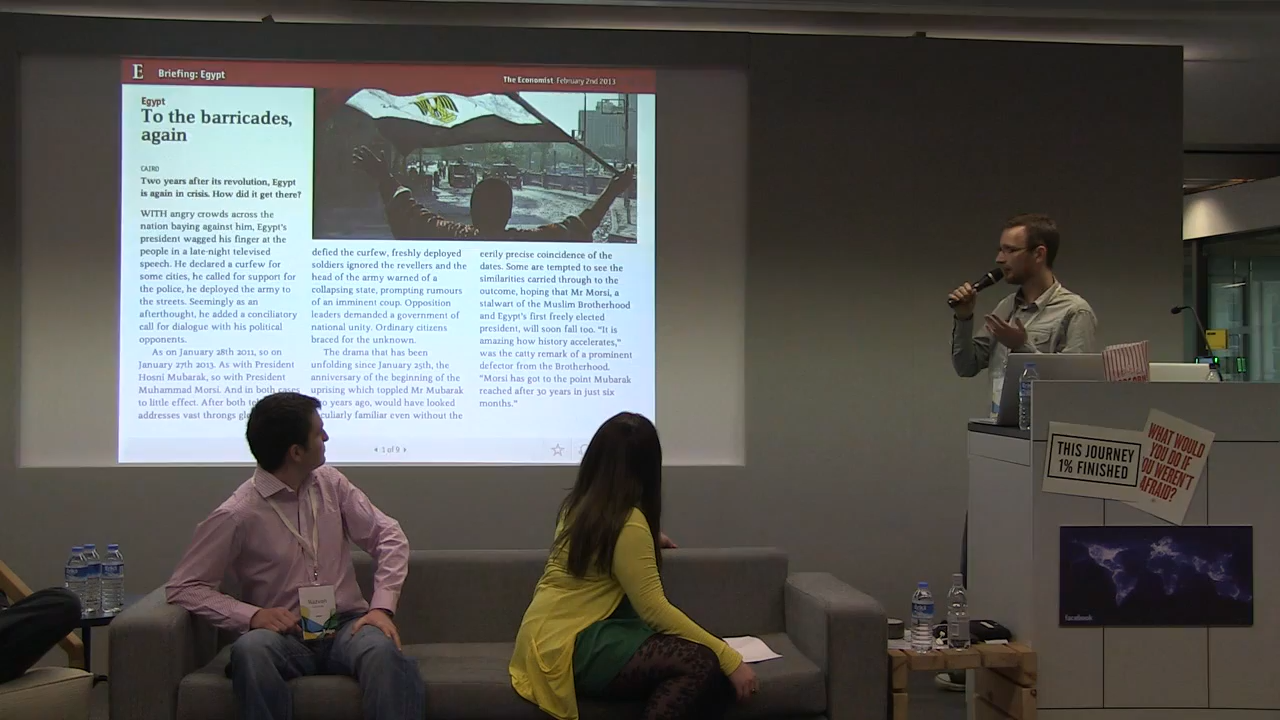 E Briefing: Egypt
The Economist February 2nd 2013
Egypt
To the barricades,
again
CAIRO
Two years after its revolution, Egypt
is again in crisis. How did it get there?
WITH angry crowds across the
nation baying against him, Egypt's
president wagged his finger at the
people in a late-night televised
speech. He declared a curfew for
some cities, he called for support for
the police, he deployed the army to
the streets. Seemingly as an
afterthought, he added a conciliatory
call for dialogue with his political
opponents.
As on January 28th 2011, so on
January 27th 2013. As with President
Hosni Mubarak, so with President
Muhammad Morsi. And in both cases
to little effect. After both
addresses vast throngs
defied the curfew, freshly deployed
soldiers ignored the revellers and the
head of the army warned of a
collapsing state, prompting rumours
of an imminent coup. Opposition
leaders demanded a government of
national unity. Ordinary citizens
braced for the unknown.
The drama that has been
unfolding since January 25th, the
anniversary of the beginning of the
uprising which toppled Mr Mubarak
years ago, would have looked
familiar even without the
eerily precise coincidence of the
dates. Some are tempted to see the
similarities carried through to the
outcome, hoping that Mr Morsi, a
stalwart of the Muslim Brotherhood
and Egypt's first freely elected
president, will soon fall too. "It is
amazing how history accelerates,"
was the catty remark of a prominent
defector from the Brotherhood.
"Morsi has got to the point Mubarak
reached after 30 years in just six
months."
1 of 9
THIS JOURNEY
1% FINISHED
WHAT WOULD
YOU DO IF
YOU WEREN'T
AFRAID?
facebook